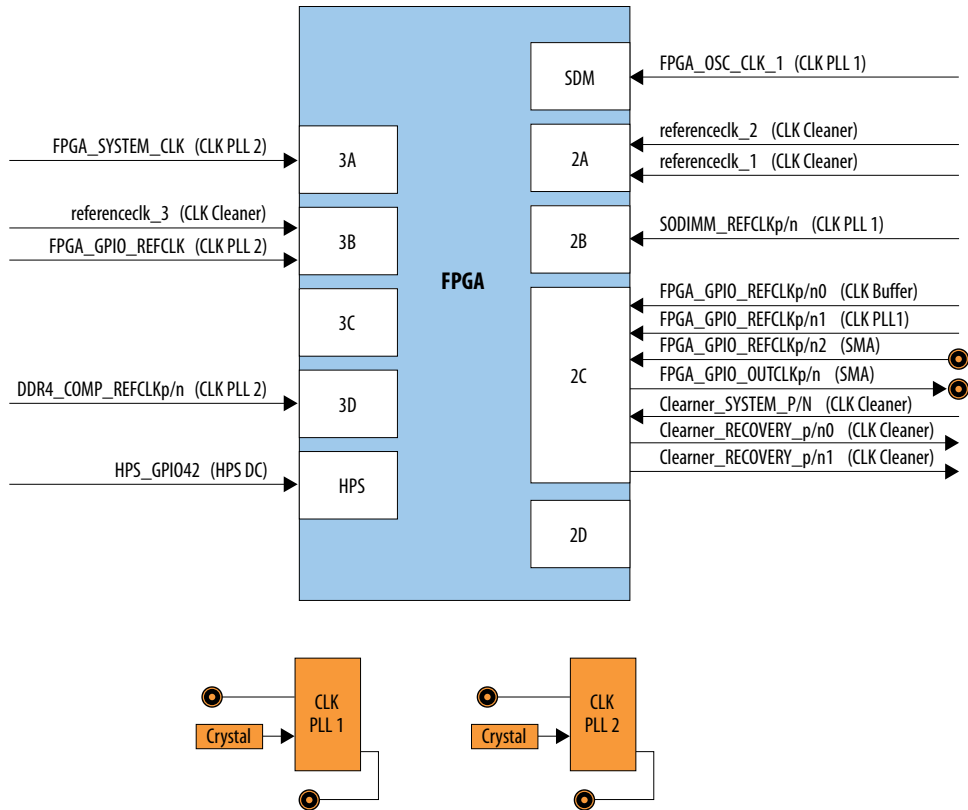 SDM
FPGA_OSC_CLK_1 (CLK PLL 1)
FPGA_SYSTEM_CLK (CLK PLL 2)
3A
2A
referenceclk_2 (CLK Cleaner)
referenceclk_1 (CLK Cleaner)
referenceclk_3 (CLK Cleaner)
FPGA_GPIO_REFCLK (CLK PLL 2)
3B
2B
SODIMM_REFCLKp/n (CLK PLL 1)
FPGA
3C
2C
FPGA_GPIO_REFCLKp/n0 (CLK Buffer)
FPGA_GPIO_REFCLKp/n1 (CLK PLL1)
FPGA_GPIO_REFCLKp/n2 (SMA)
FPGA_GPIO_OUTCLKp/n (SMA)
Clearner_SYSTEM_P/N (CLK Cleaner)
Clearner_RECOVERY_p/n0 (CLK Cleaner)
Clearner_RECOVERY_p/n1 (CLK Cleaner)
DDR4_COMP_REFCLKp/n (CLK PLL 2)
3D
HPS_GPIO42 (HPS DC)
HPS
2D
CLK
PLL 1
Crystal
CLK
PLL 2
Crystal